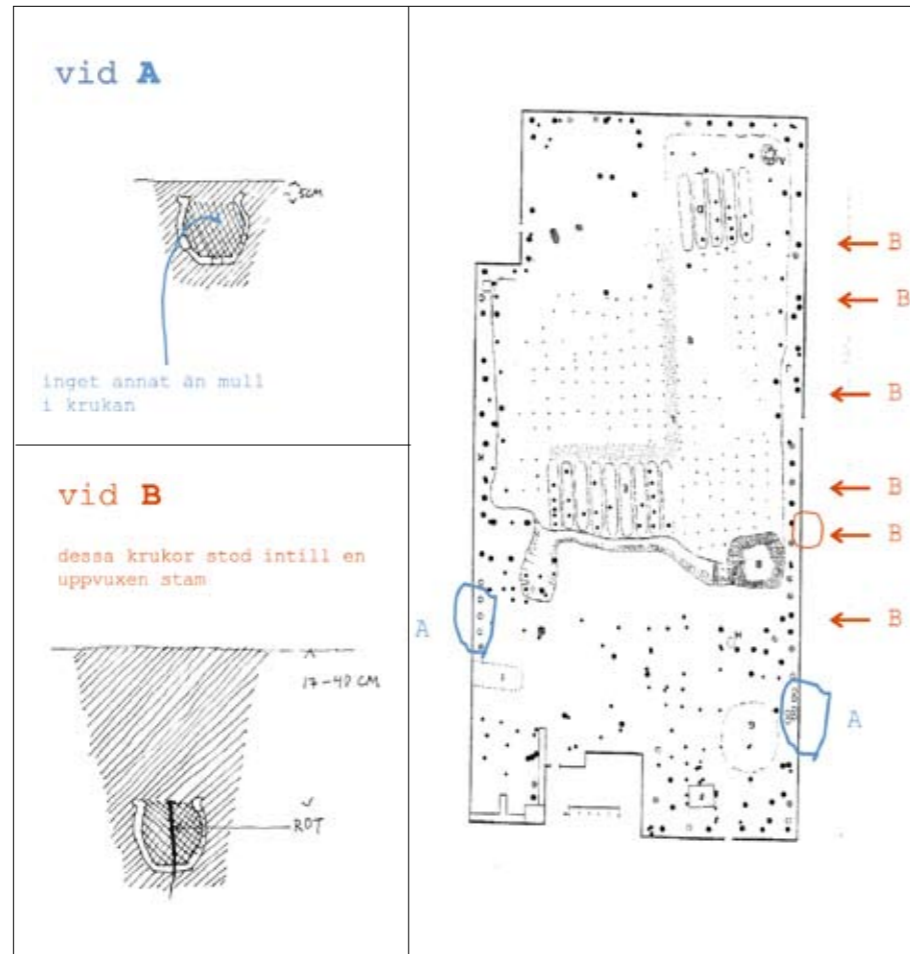 vid A
5CM
inget annat än mull
i krukan
vid B
dessa krukor stod intill en
uppvuxen stam
17-40 CM
ROT
B
B
B
B
B
B
A
A